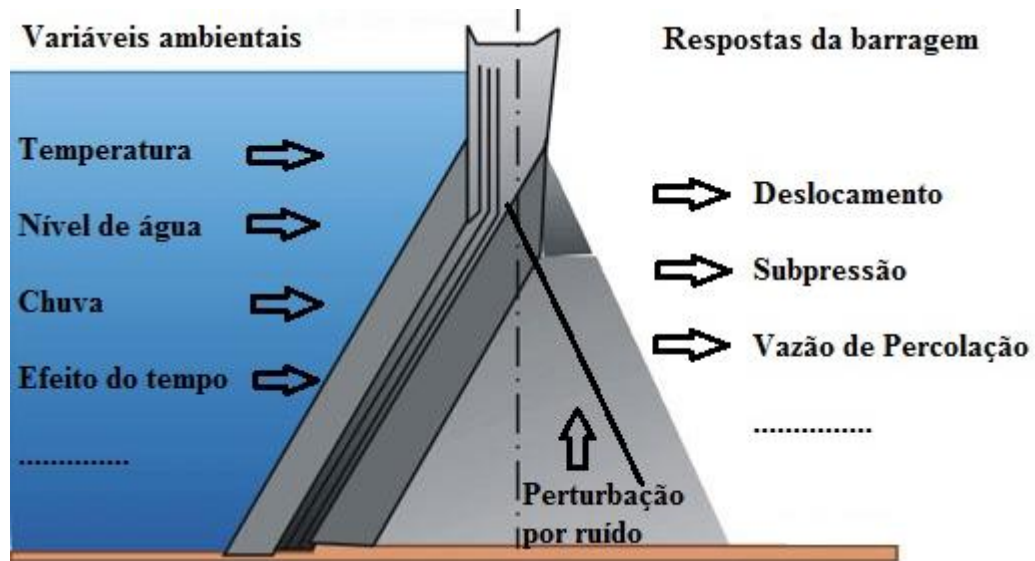 Variáveis ambientais
Temperatura
Nível de água
Chuva
Efeito do tempo
..............
Respostas da barragem
Deslocamento
Subpressão
Vazão de Percolação
...............
Perturbação
por ruído